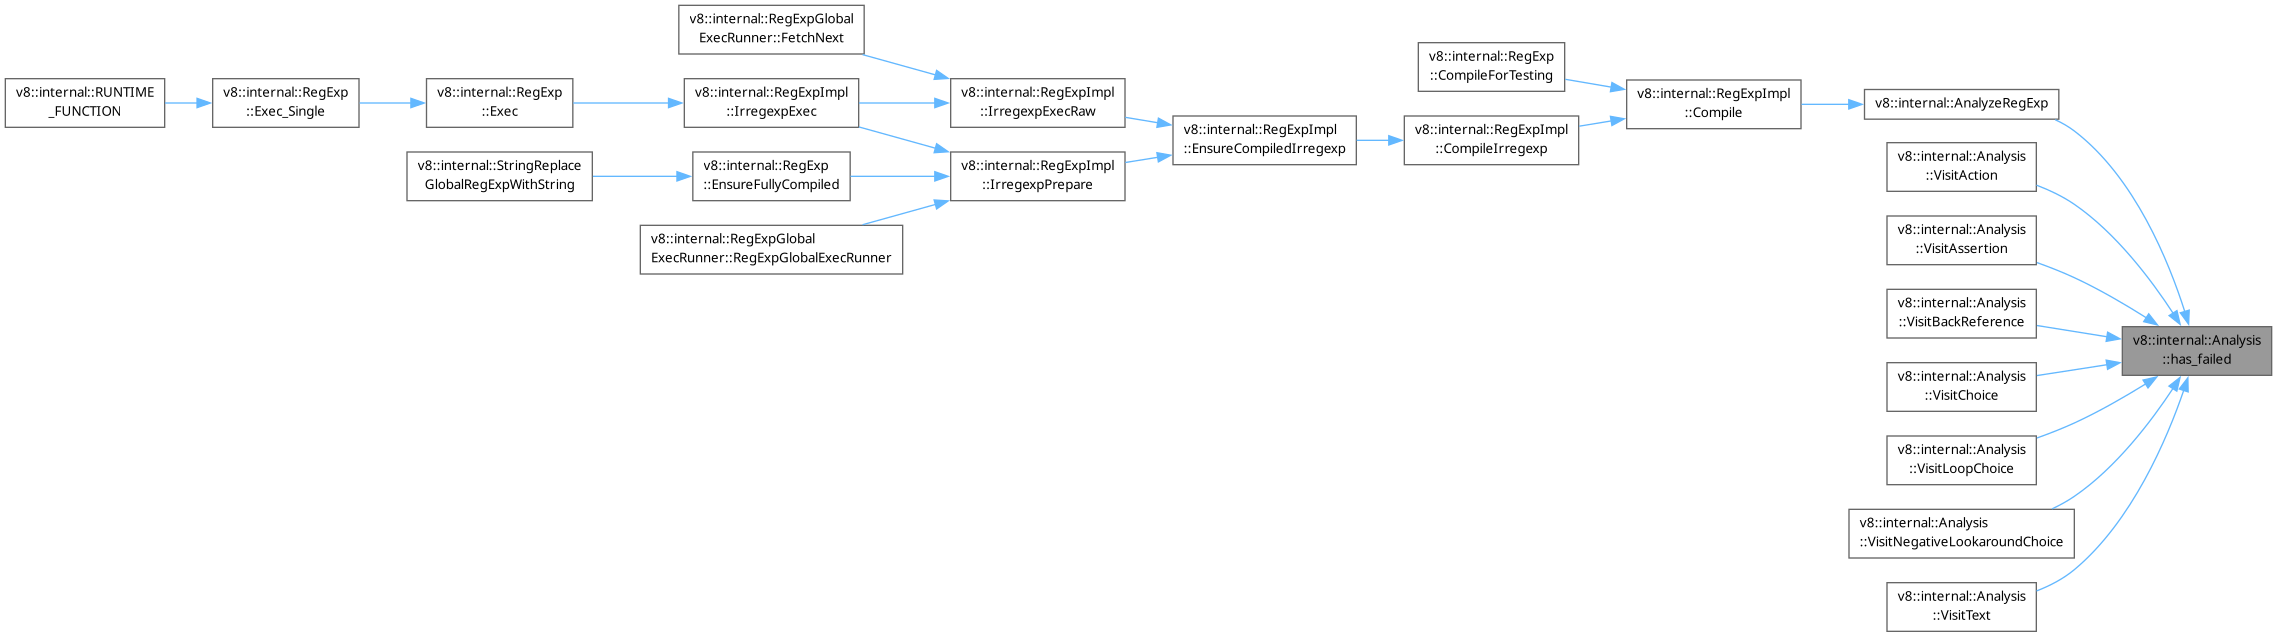 v8::internal::RegExpGlobal
ExecRunner::FetchNext
v8::internal::RUNTIME
_FUNCTION
v8::internal::RegExp
::Exec_Single
v8::internal::RegExp
::Exec
v8::internal::RegExpImpl
::IrregexpExec
v8::internal::RegExpImpl
::IrregexpExecRaw
v8::internal::StringReplace
GlobalRegExpWithString
v8::internal::RegExp
::EnsureFullyCompiled
v8::internal::RegExpImpl
::IrregexpPrepare
v8::internal::RegExpGlobal
ExecRunner::RegExpGlobalExecRunner
v8::internal::RegExpImpl
::EnsureCompiledIrregexp
v8::internal::RegExp
::CompileForTesting
v8::internal::RegExpImpl
::CompileIrregexp
v8::internal::RegExpImpl
::Compile
v8::internal::AnalyzeRegExp
v8::internal::Analysis
::VisitAction
v8::internal::Analysis
::VisitAssertion
v8::internal::Analysis
::VisitBackReference
v8::internal::Analysis
::VisitChoice
v8::internal::Analysis
::VisitLoopChoice
v8::internal::Analysis
::VisitNegativeLookaroundChoice
v8::internal::Analysis
::VisitText
v8::internal::Analysis
::has_failed